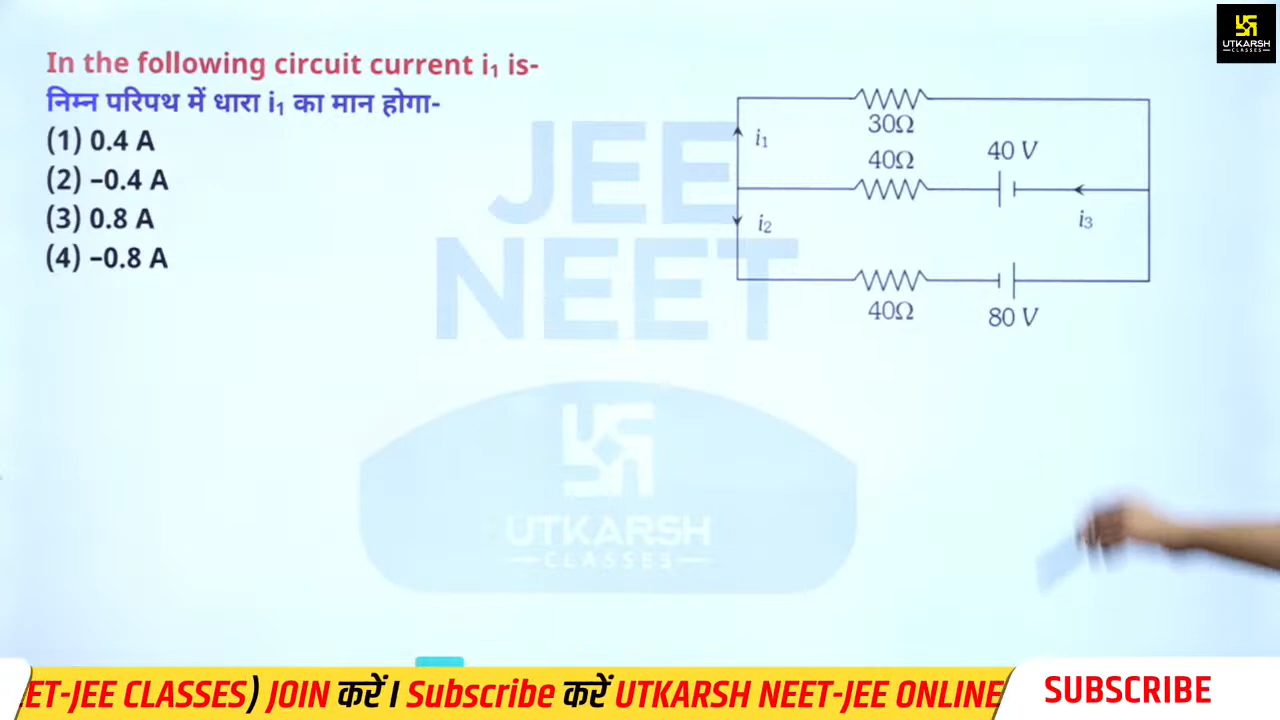 UTKARSH
CLASSES
In the following circuit current i₁ is-
निम्न परिपथ में धारा i₁ का मान होगा-
(1) 0.4 A
(2) –0.4 A
(3) 0.8 A
(4) –0.8 A
30Ω
i₁
40Ω
40 V
i₂
i₃
40Ω
80 V
JEE
NEET
UTKARSH
CLASSES
ET-JEE CLASSES) JOIN करें I Subscribe करें UTKARSH NEET-JEE ONLINE
SUBSCRIBE